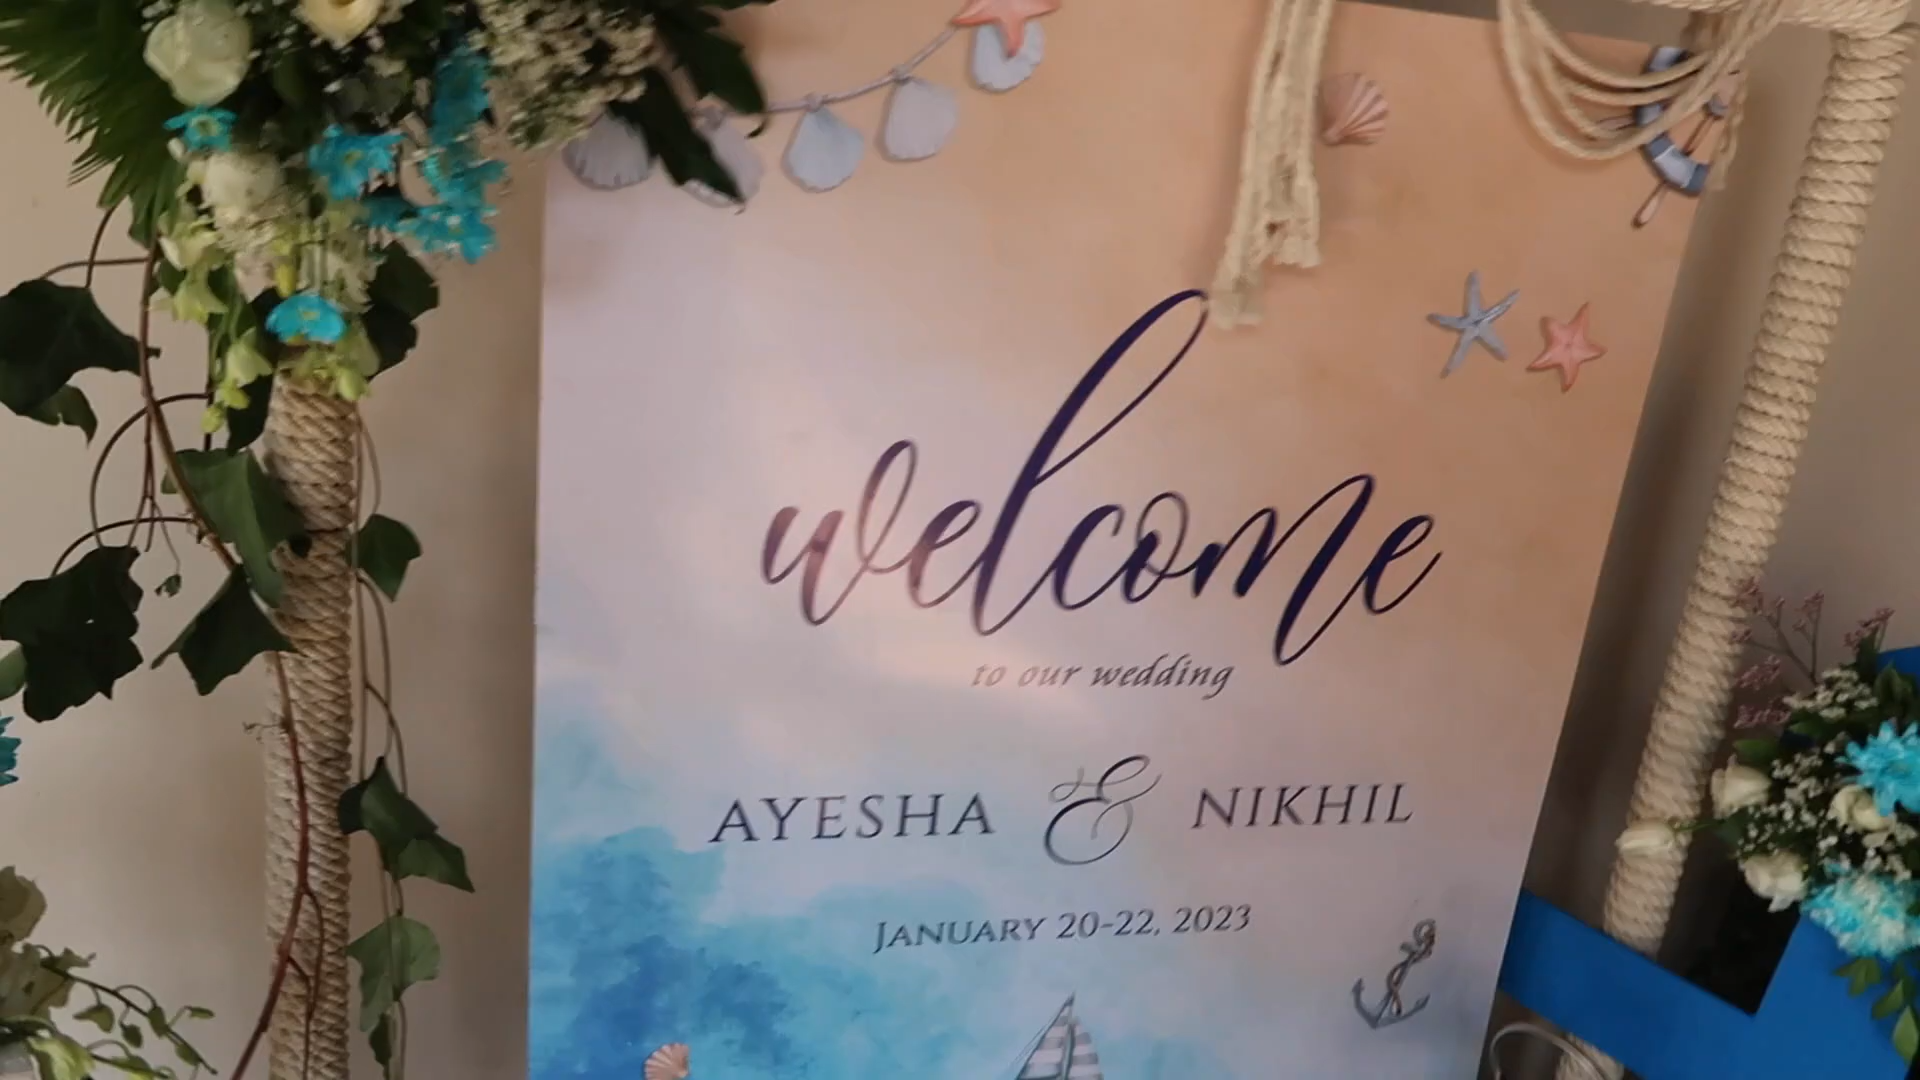 welcome
to our wedding
AYESHA & NIKHIL
JANUARY 20-22, 2023